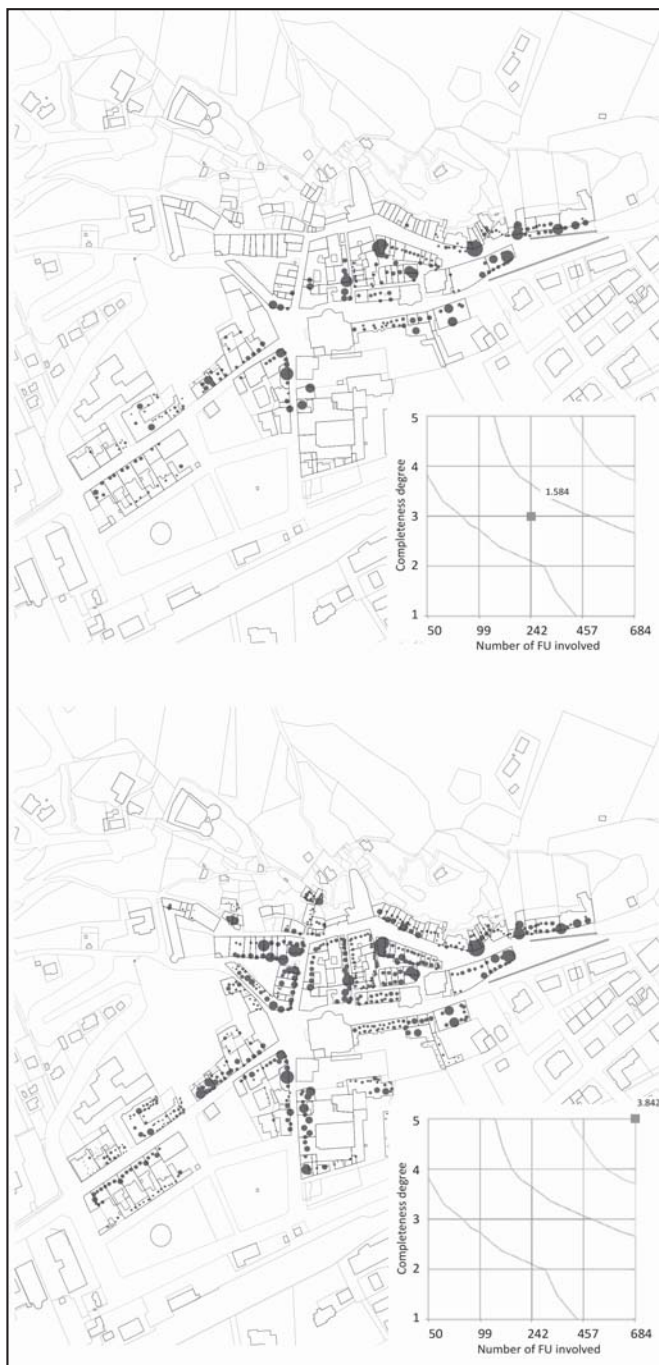 5
4
1.584
Completeness degree
3
2
1
50 99 242 457 684
Number of FU involved
3.842
5
4
Completeness degree
3
2
1
50 99 242 457 684
Number of FU involved